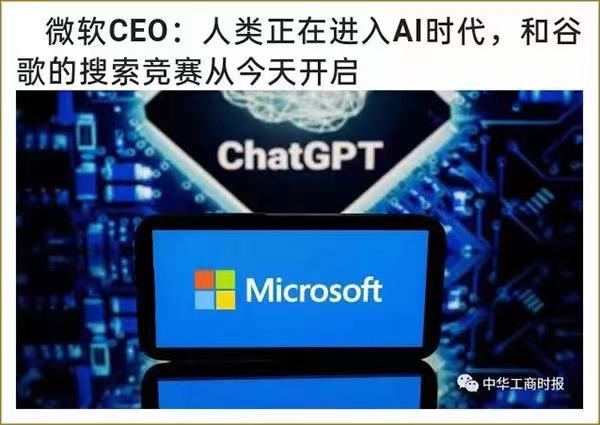 微软CEO：人类正在进入AI时代，和谷
歌的搜索竞赛从今天开启
ChatGPT
Microsoft
中华工商时报